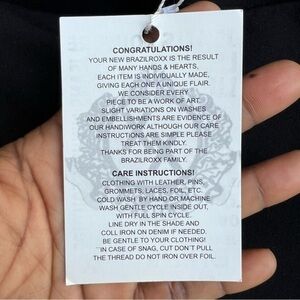 CONGRATULATIONS!
YOUR NEW BRAZILROXX IS THE RESULT
OF MANY HANDS & HEARTS,
EACH ITEM IS INDIVIDUALLY MADE,
GIVING EACH ONE A UNIQUE FLAIR.
WE CONSIDER EVERY
PIECE TO BE A WORK OF ART.
SLIGHT VARIATIONS ON WASHES
AND EMBELLISHMENTS ARE EVIDENCE OF
OUR HANDWORK ALTHOUGH OUR CARE
INSTRUCTIONS ARE SIMPLE PLEASE
TREAT THEM KINDLY.
THANKS FOR BEING PART OF THE
BRAZILROXX FAMILY.
CARE INSTRUCTIONS!
CLOTHING WITH LEATHER, PINS,
GROMMETS, LACES, FOIL, ETC.
COLD WASH BY HAND OR MACHINE
WASH GENTLE CYCLE INSIDE OUT,
WITH FULL SPIN CYCLE.
LINE DRY IN THE SHADE AND
COLL IRON ON DENIM IF NEEDED.
BE GENTLE TO YOUR CLOTHING!
IN CASE OF SNAG, CUT DON'T PULL
THE THREAD DO NOT IRON OVER FOIL.